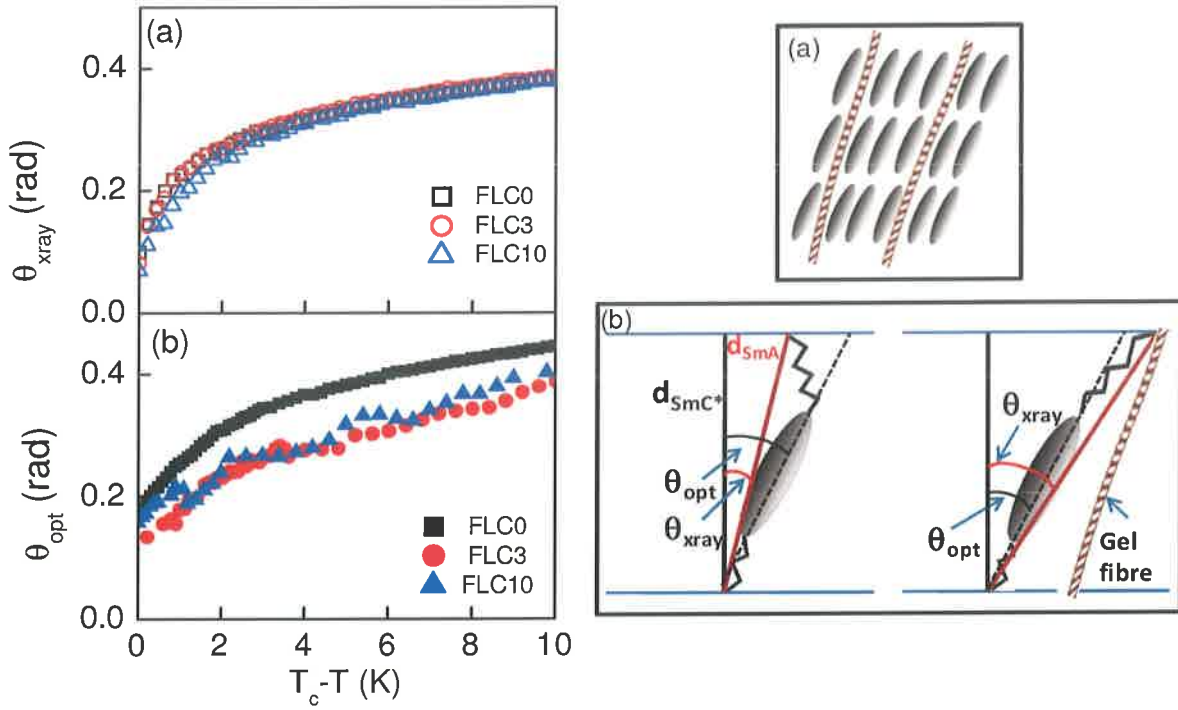 (a)
0.4
0.2
0.0
θxray (rad)
FLC0
FLC3
FLC10
(b)
0.4
0.2
0.0
θopt (rad)
FLC0
FLC3
FLC10
0 2 4 6 8 10
Tc-T (K)
(a)
(b)
dSmA
dSmC*
θopt
θxray
θxray
θopt
Gel
fibre